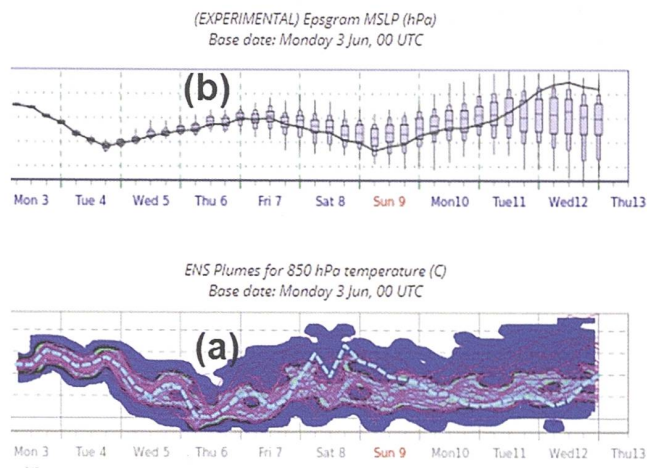 (EXPERIMENTAL) Epsgram MSLP (hPa)
Base date: Monday 3 Jun, 00 UTC
(b)
Mon 3 Tue 4 Wed 5 Thu 6 Fri 7 Sat 8 Sun 9 Mon10 Tue11 Wed12 Thu13
ENS Plumes for 850 hPa temperature (C)
Base date: Monday 3 Jun, 00 UTC
(a)
Mon 3 Tue 4 Wed 5 Thu 6 Fri 7 Sat 8 Sun 9 Mon10 Tue11 Wed12 Thu13